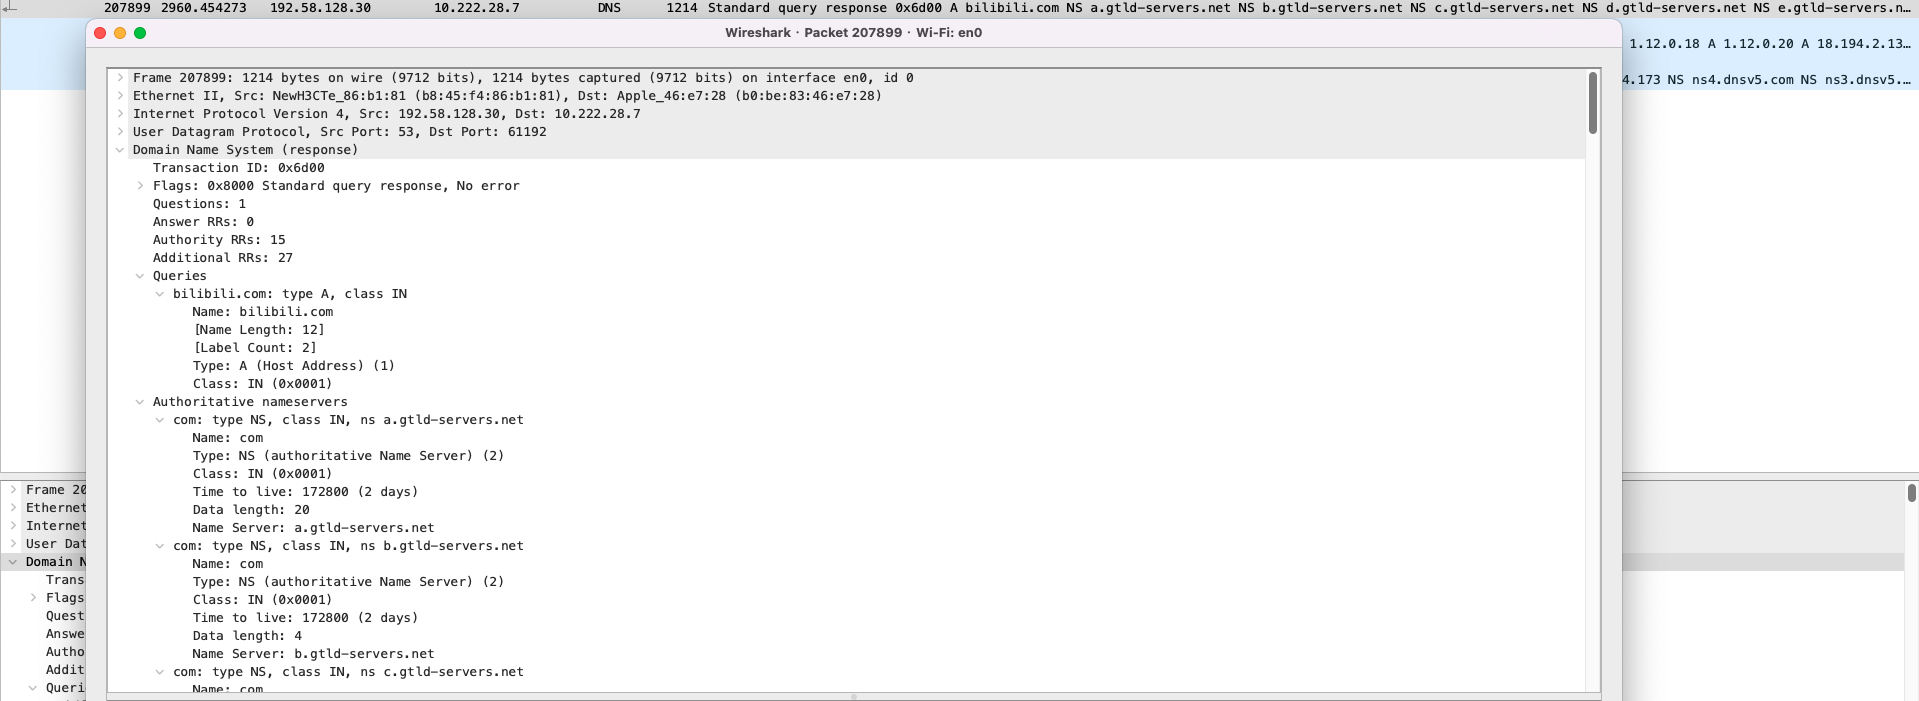 207899 2960.454273 192.58.128.30 10.222.28.7 DNS 1214 Standard query response 0x6d00 A bilibili.com NS a.gtld-servers.net NS b.gtld-servers.net NS c.gtld-servers.net NS d.gtld-servers.net NS e.gtld-servers.n…
Wireshark · Packet 207899 · Wi-Fi: en0
1.12.0.18 A 1.12.0.20 A 18.194.2.13…
4.173 NS ns4.dnsv5.com NS ns3.dnsv5.…
Frame 207899: 1214 bytes on wire (9712 bits), 1214 bytes captured (9712 bits) on interface en0, id 0
Ethernet II, Src: NewH3CTe_86:b1:81 (b8:45:f4:86:b1:81), Dst: Apple_46:e7:28 (b0:be:83:46:e7:28)
Internet Protocol Version 4, Src: 192.58.128.30, Dst: 10.222.28.7
User Datagram Protocol, Src Port: 53, Dst Port: 61192
Domain Name System (response)
Transaction ID: 0x6d00
Flags: 0x8000 Standard query response, No error
Questions: 1
Answer RRs: 0
Authority RRs: 15
Additional RRs: 27
Queries
bilibili.com: type A, class IN
Name: bilibili.com
[Name Length: 12]
[Label Count: 2]
Type: A (Host Address) (1)
Class: IN (0x0001)
Authoritative nameservers
com: type NS, class IN, ns a.gtld-servers.net
Name: com
Type: NS (authoritative Name Server) (2)
Class: IN (0x0001)
Time to live: 172800 (2 days)
Data length: 20
Name Server: a.gtld-servers.net
com: type NS, class IN, ns b.gtld-servers.net
Name: com
Type: NS (authoritative Name Server) (2)
Class: IN (0x0001)
Time to live: 172800 (2 days)
Data length: 4
Name Server: b.gtld-servers.net
com: type NS, class IN, ns c.gtld-servers.net
Name: com
Frame 20
Ethernet
Internet
User Dat
Domain N
Trans
Flags
Quest
Answe
Autho
Addit
Queri